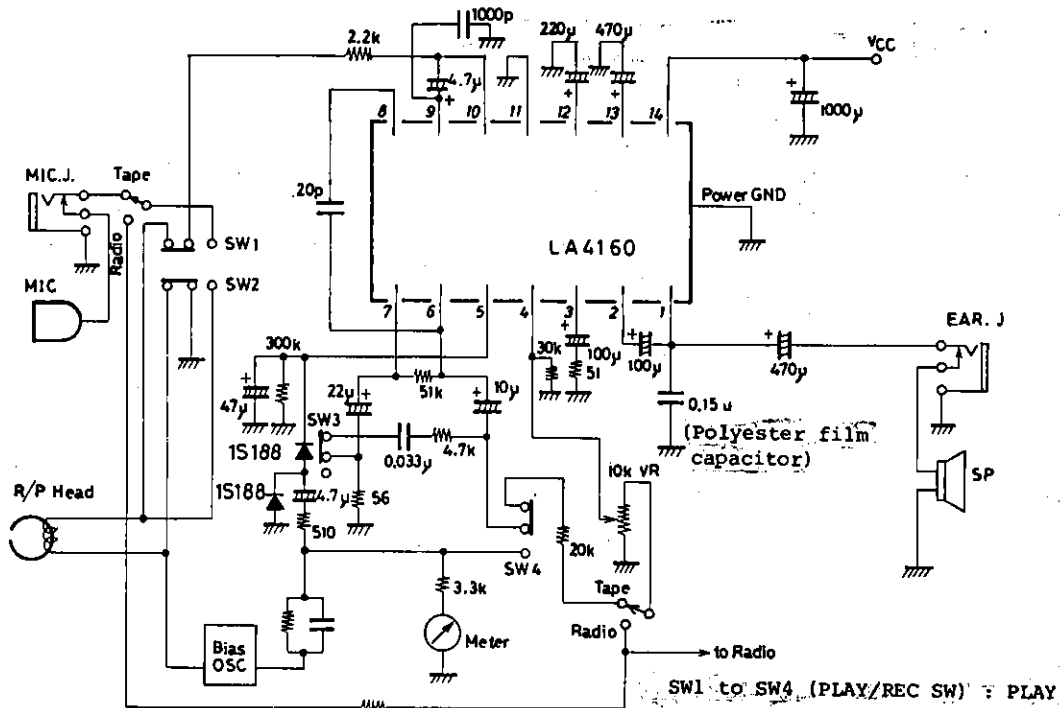 1000p
2.2k
220μ
470μ
Vcc
4.7μ
+
+
+
+
1000μ
8
9
10
11
12
13
14
MIC.J.
Tape
20p
Power GND
Radio
SW1
LA4160
SW2
MIC
7
6
5
4
3
2
1
EAR. J
300k
30k
+
100μ
+
+
51k
22μ
+
10μ
+
51
100μ
470μ
+
47μ
SW3
0.15u
(Polyester film
capacitor)
1S188
0.033μ
4.7k
10k VR
SP
R/P Head
1S188
4.7μ
56
510
20k
SW4
3.3k
Tape
Radio
Meter
Bias
OSC
to Radio
SW1 to SW4 (PLAY/REC SW) : PLAY